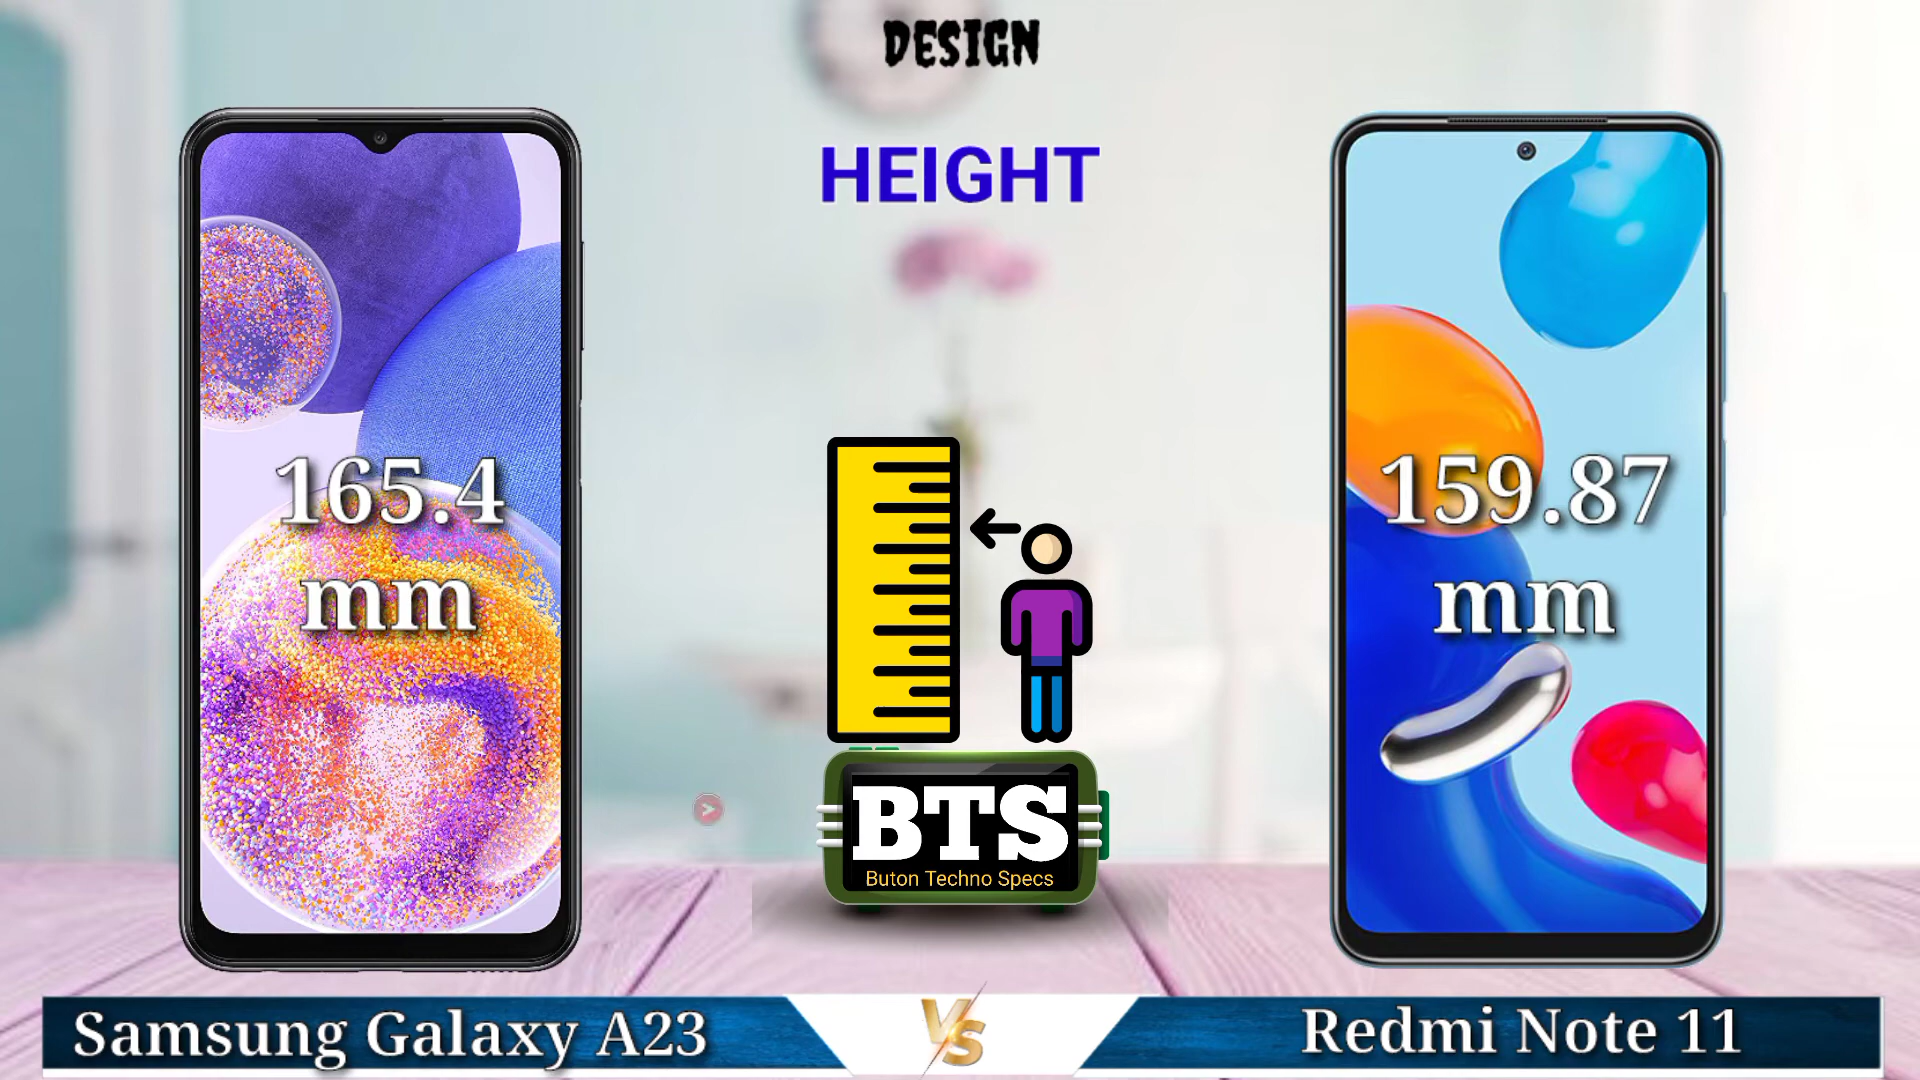 DESIGN
HEIGHT
165.4
mm
159.87
mm
BTS
Buton Techno Specs
Samsung Galaxy A23
VS
Redmi Note 11